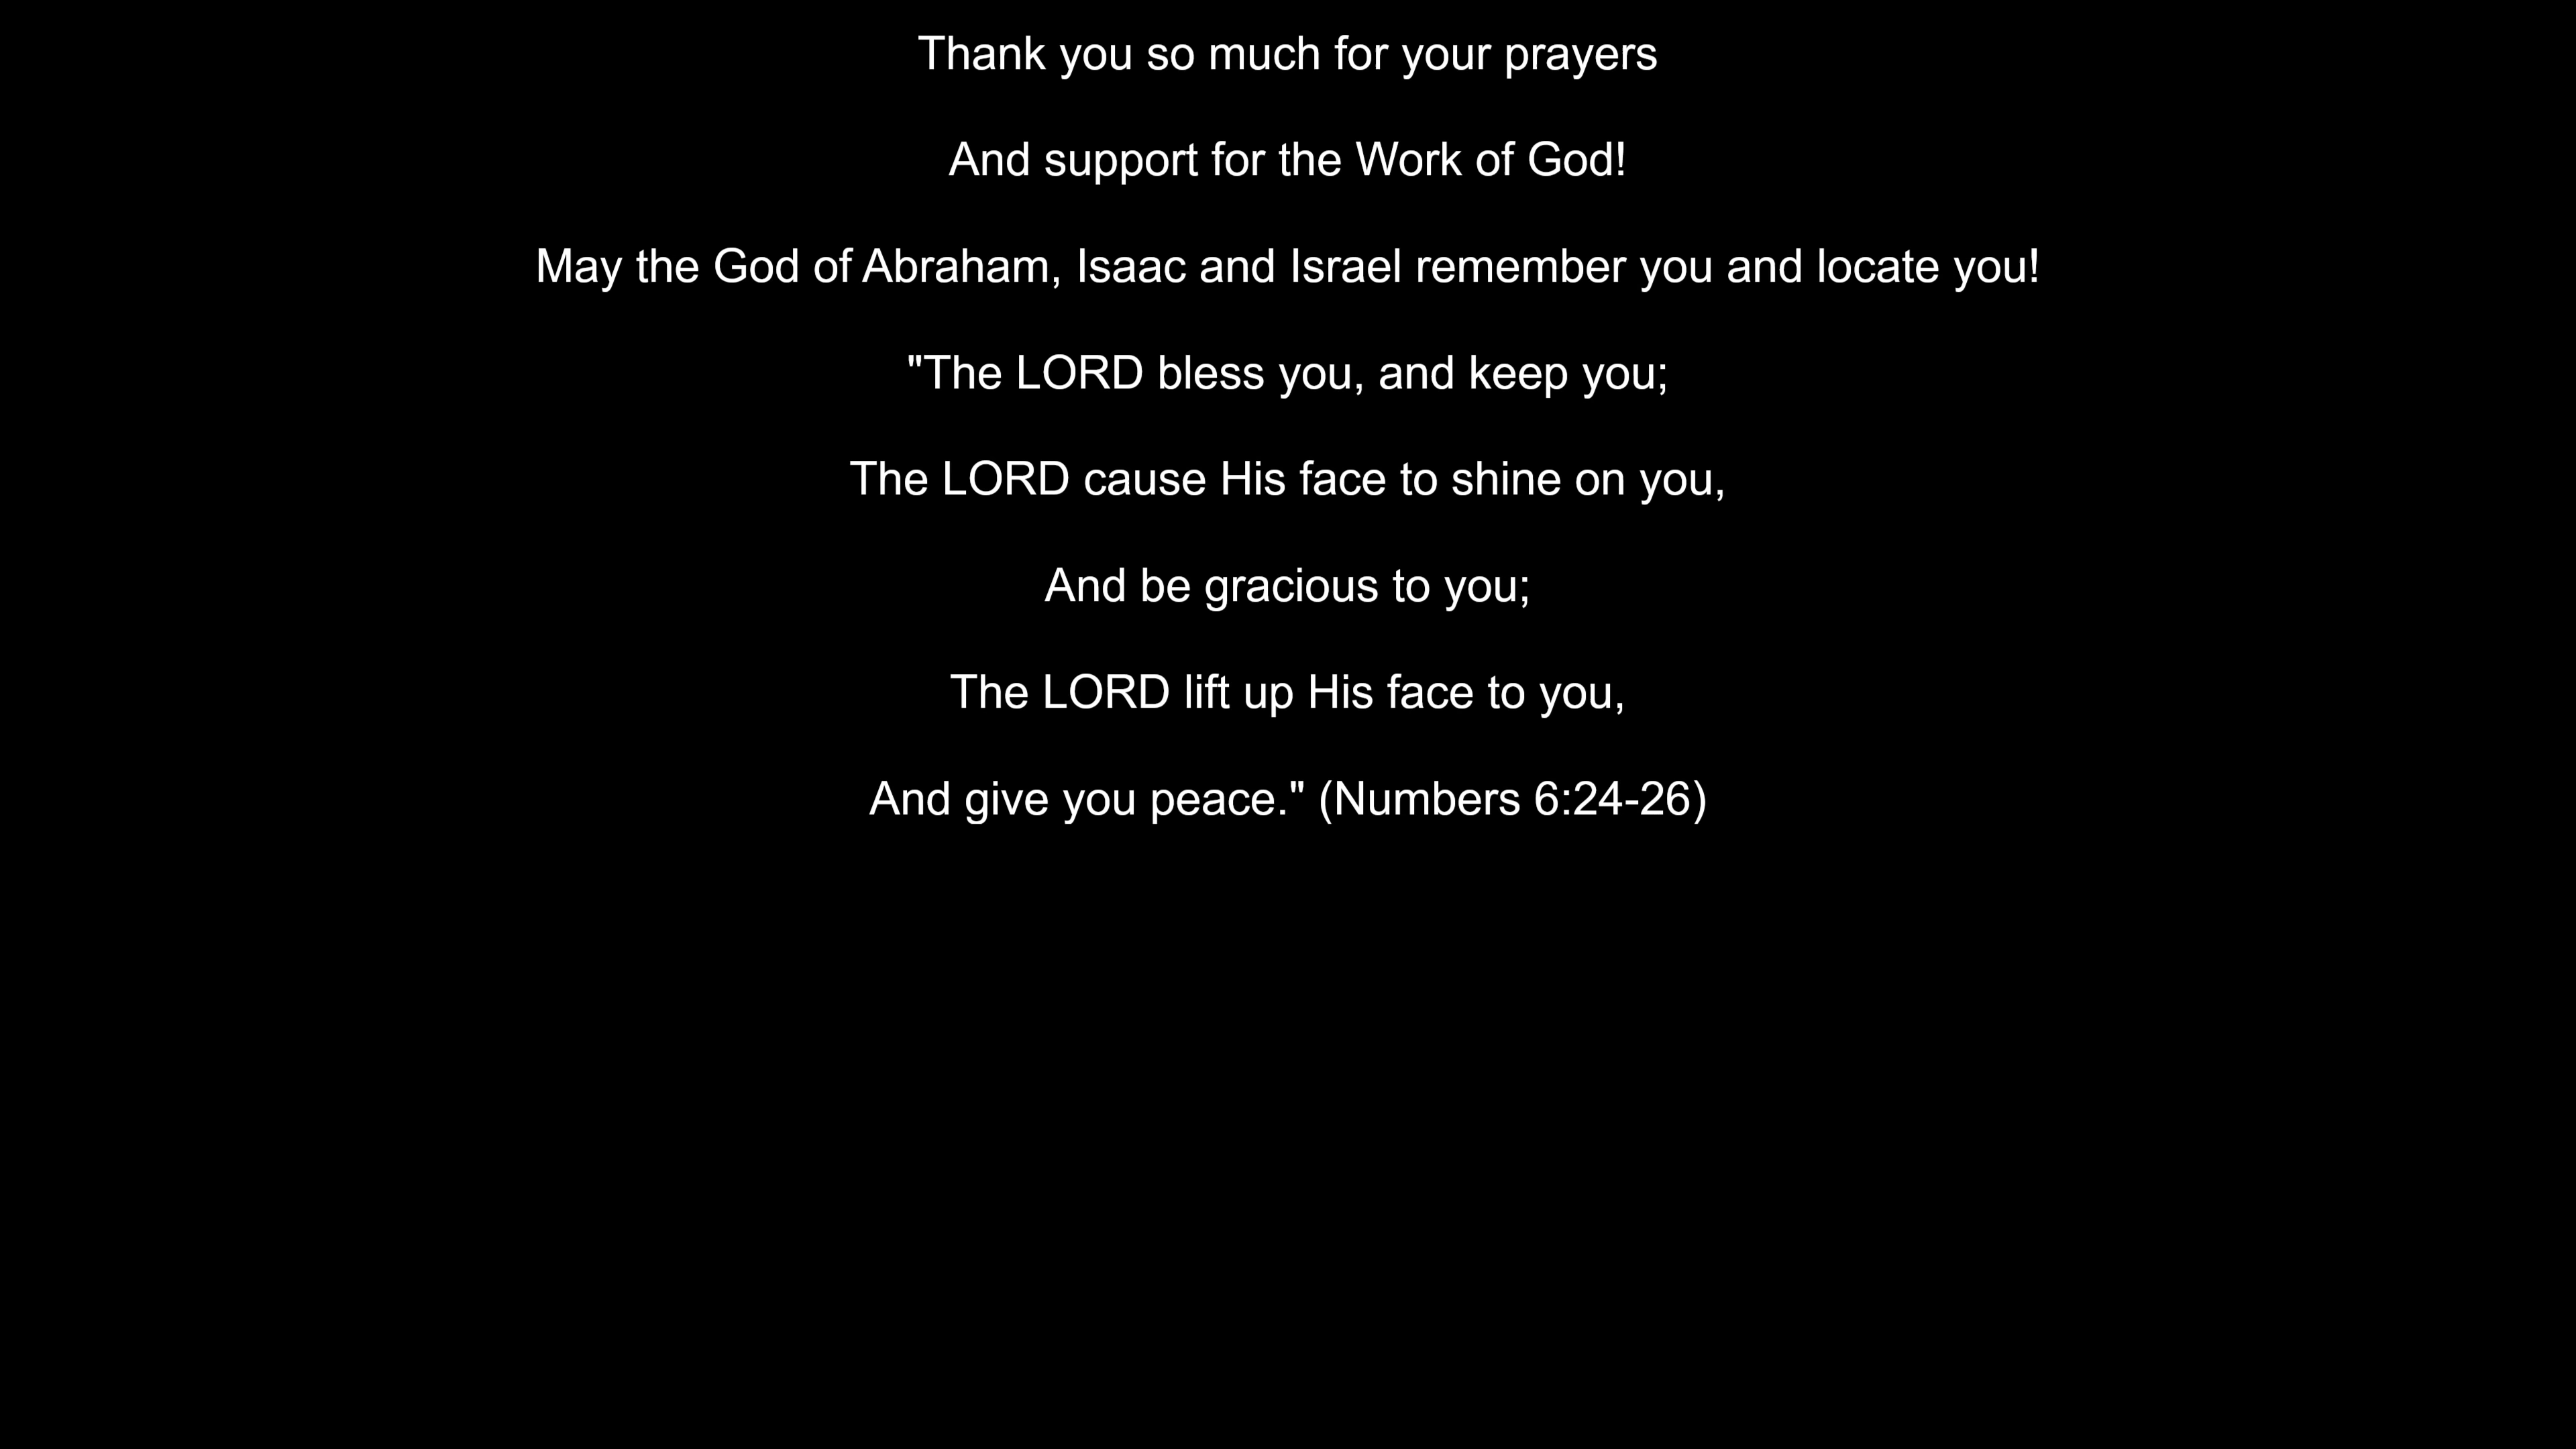 Thank you so much for your prayers
And support for the Work of God!
May the God of Abraham, Isaac and Israel remember you and locate you!
"The LORD bless you, and keep you;
The LORD cause His face to shine on you,
And be gracious to you;
The LORD lift up His face to you,
And give you peace." (Numbers 6:24-26)